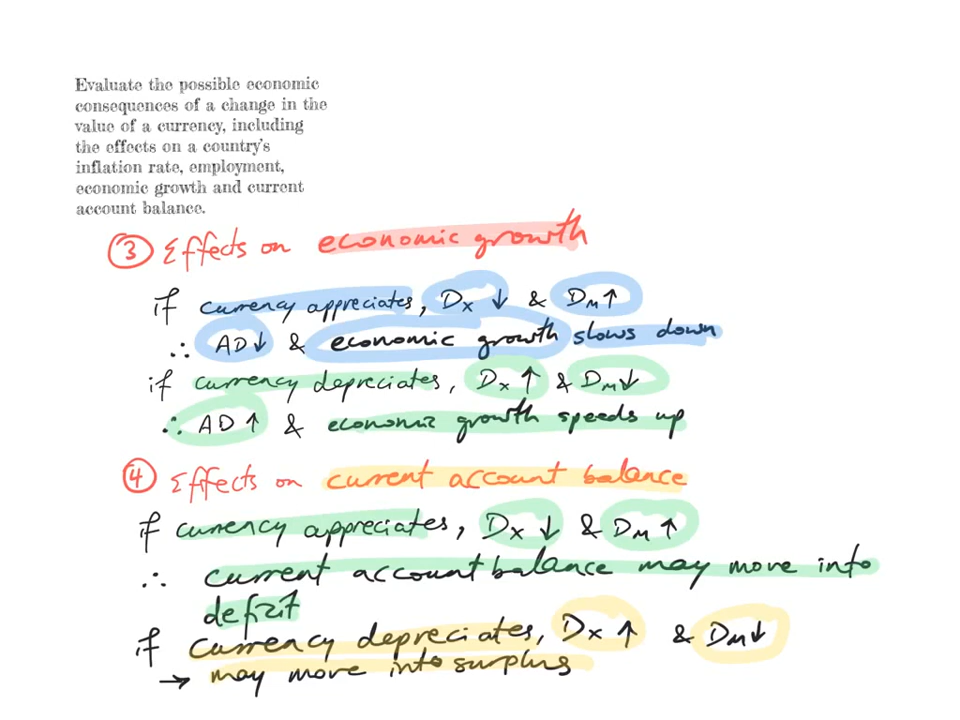 Evaluate the possible economic
consequences of a change in the
value of a currency, including
the effects on a country's
inflation rate, employment,
economic growth and current
account balance.
③ Effects on economic growth
if currency appreciates, Dx ↓ & DM ↑
∴ AD↓ & economic growth slows down
if currency depreciates, Dx ↑ & DM↓
∴ AD ↑ & economic growth speeds up
④ Effects on current account balance
if currency appreciates, Dx ↓ & DM ↑
∴ current account balance may move into
deficit
if currency depreciates, Dx ↑ & DM↓
→ may move into surplus